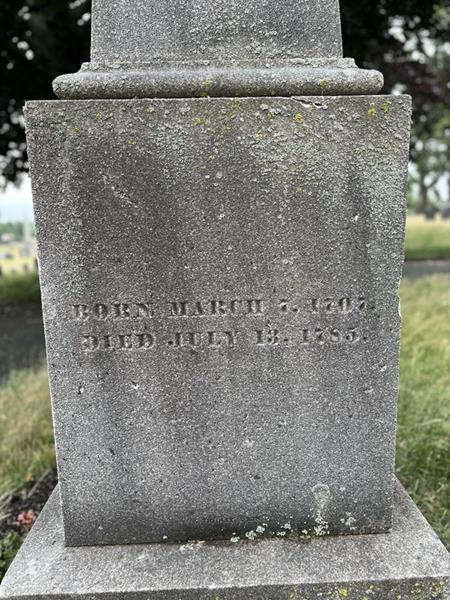 BORN MARCH 7, 1707.
DIED JULY 13, 1785.